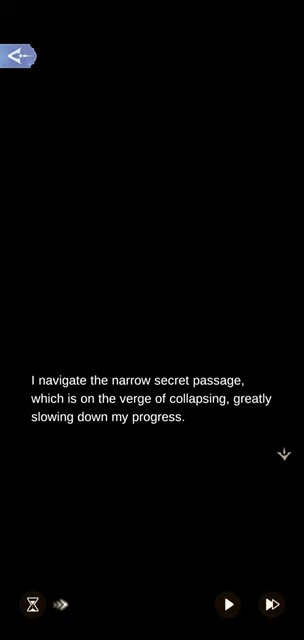 I navigate the narrow secret passage,
which is on the verge of collapsing, greatly
slowing down my progress.